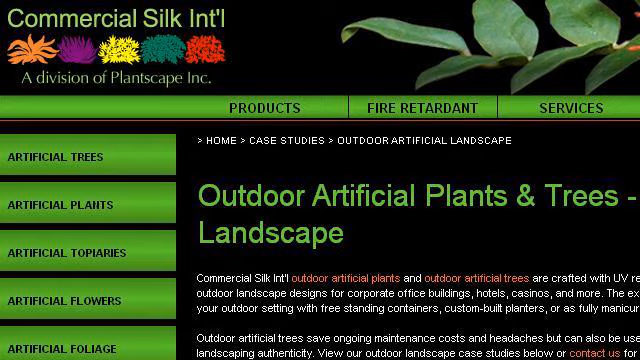 Commercial Silk Int'l
A division of Plantscape Inc.
PRODUCTS
FIRE RETARDANT
SERVICES
> HOME > CASE STUDIES > OUTDOOR ARTIFICIAL LANDSCAPE
ARTIFICIAL TREES
ARTIFICIAL PLANTS
ARTIFICIAL TOPIARIES
ARTIFICIAL FLOWERS
ARTIFICIAL FOLIAGE
Outdoor Artificial Plants & Trees -
Landscape
Commercial Silk Int'l outdoor artificial plants and outdoor artificial trees are crafted with UV
outdoor landscape designs for corporate office buildings, hotels, casinos, and more. The
your outdoor setting with free standing containers, custom-built planters, or as fully
Outdoor artificial trees save ongoing maintenance costs and headaches but can also be
landscaping authenticity. View our outdoor landscape case studies below or contact us